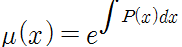 μ(x) = e^{∫ P(x)dx}